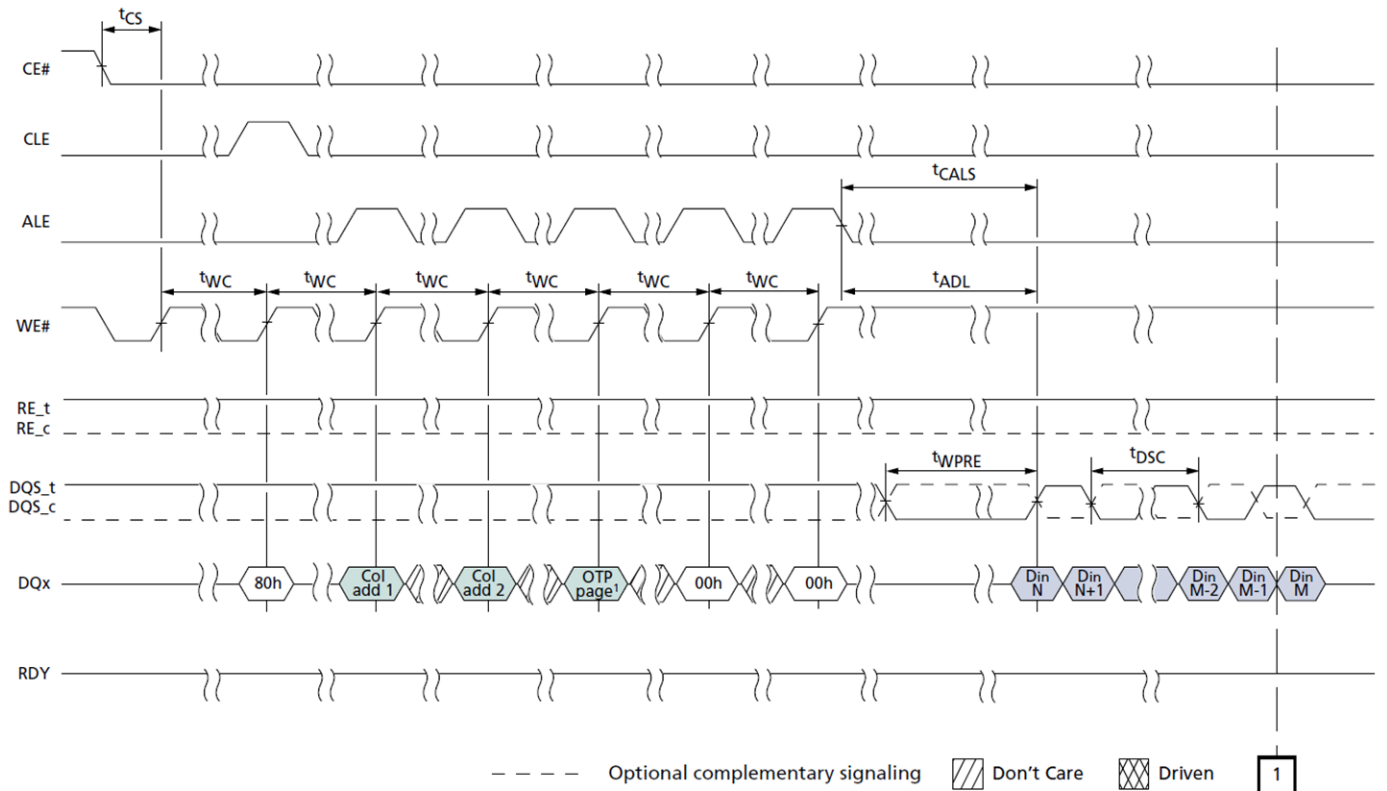 tCS
CE#
CLE
tCALS
ALE
tWC tWC tWC tWC tWC tWC tADL
WE#
RE_t
RE_c
tWPRE tDSC
DQS_t
DQS_c
DQx 80h Col add 1 Col add 2 OTP page¹ 00h 00h Din N Din N+1 Din M-2 Din M-1 Din M
RDY
Optional complementary signaling Don't Care Driven 1